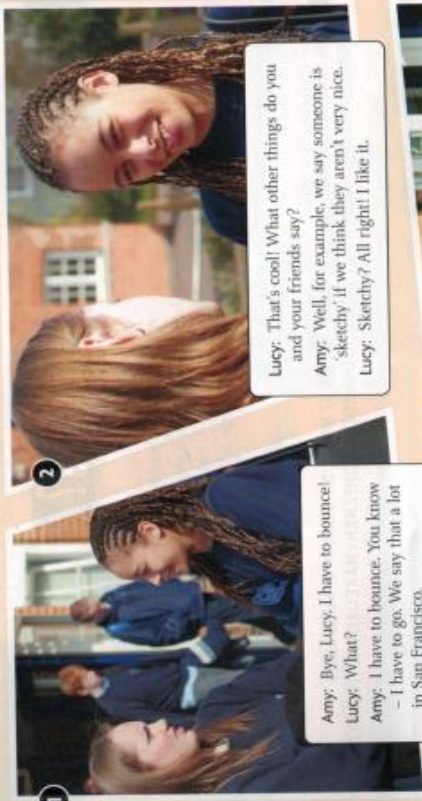 1
Amy: Bye, Lucy. I have to bounce!
Lucy: What?
Amy: I have to bounce. You know
– I have to go. We say that a lot
in San Francisco.
2
Lucy: That's cool! What other things do you
and your friends say?
Amy: Well, for example, we say someone is
'sketchy' if we think they aren't very nice.
Lucy: Sketchy? All right! I like it.